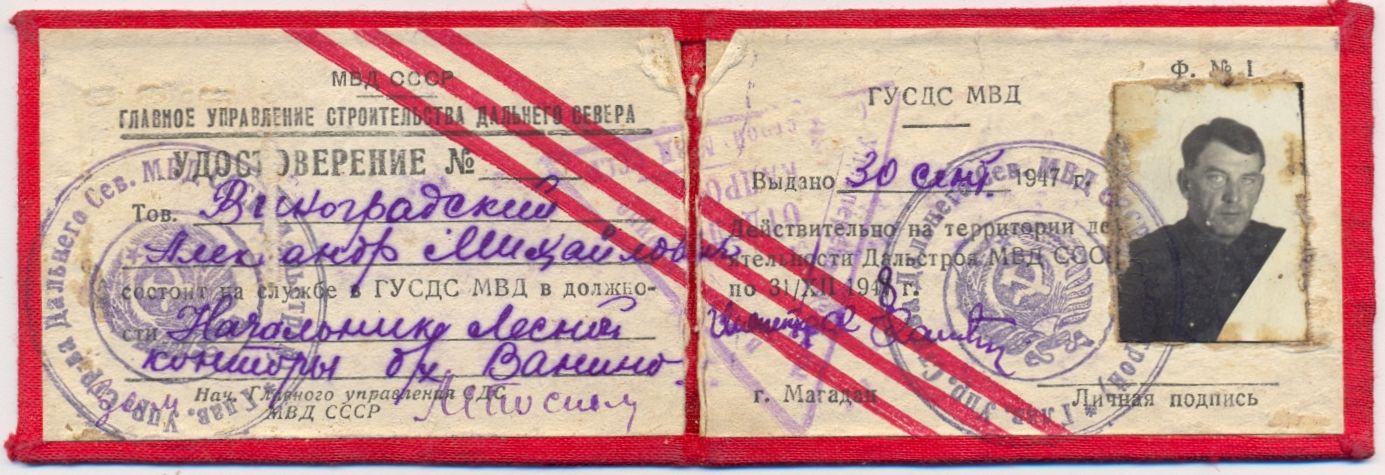 МВД СССР
ГЛАВНОЕ УПРАВЛЕНИЕ СТРОИТЕЛЬСТВА ДАЛЬНЕГО СЕВЕРА
УДОСТОВЕРЕНИЕ №
Тов. Виноградский
Александр Михайлович
состоит на службе в ГУСДС МВД в должно-
сти Начальника Лесной
конторы б/х Ванино
Нач. Главного управления СДС
МВД СССР
Ф. № 1
ГУСДС МВД
Выдано 30 сент. 1947 г.
Действительно на территории де-
ятельности Дальстроя МВД СССР
по 31/XII 1948 г.
г. Магадан
Личная подпись